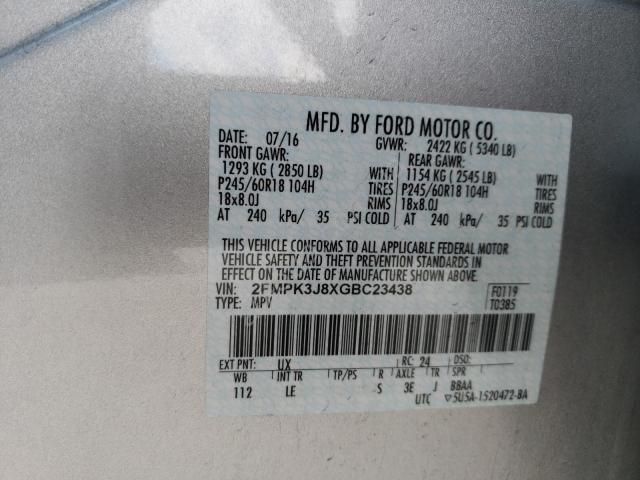 MFD. BY FORD MOTOR CO.
DATE: 07/16 GVWR: 2422 KG ( 5340 LB)
FRONT GAWR: REAR GAWR:
1293 KG ( 2850 LB) WITH 1154 KG ( 2545 LB) WITH
P245/60R18 104H TIRES P245/60R18 104H TIRES
18x8.0J RIMS 18x8.0J RIMS
AT 240 kPa/ 35 PSI COLD AT 240 kPa/ 35 PSI COLD
THIS VEHICLE CONFORMS TO ALL APPLICABLE FEDERAL MOTOR
VEHICLE SAFETY AND THEFT PREVENTION STANDARDS IN
EFFECT ON THE DATE OF MANUFACTURE SHOWN ABOVE.
VIN: 2FMPK3J8XGBC23438 F0119
TYPE: MPV T0385
EXT PNT: UX RC: 24 DSO:
WB INT TR TP/PS R AXLE TR SPR
112 LE S 3E J BBAA
UTC ▽5U5A-1520472-BA